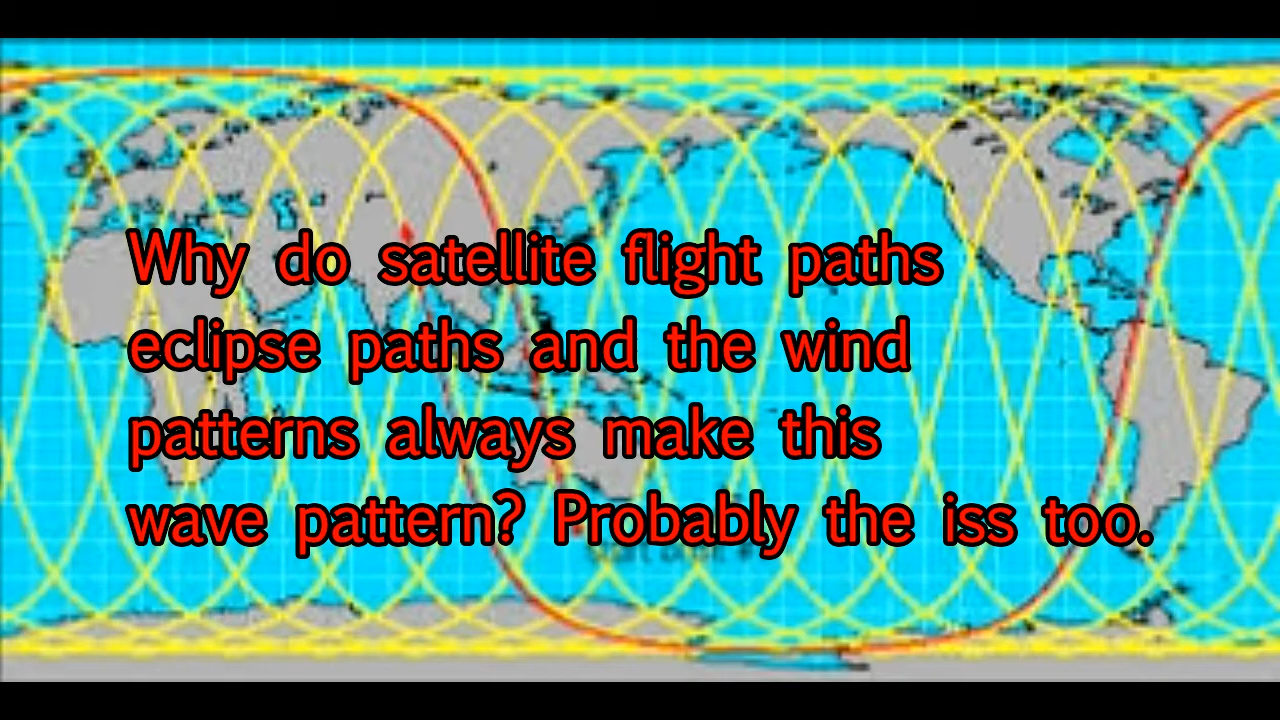 Why do satellite flight paths
eclipse paths and the wind
patterns always make this
wave pattern? Probably the iss too.